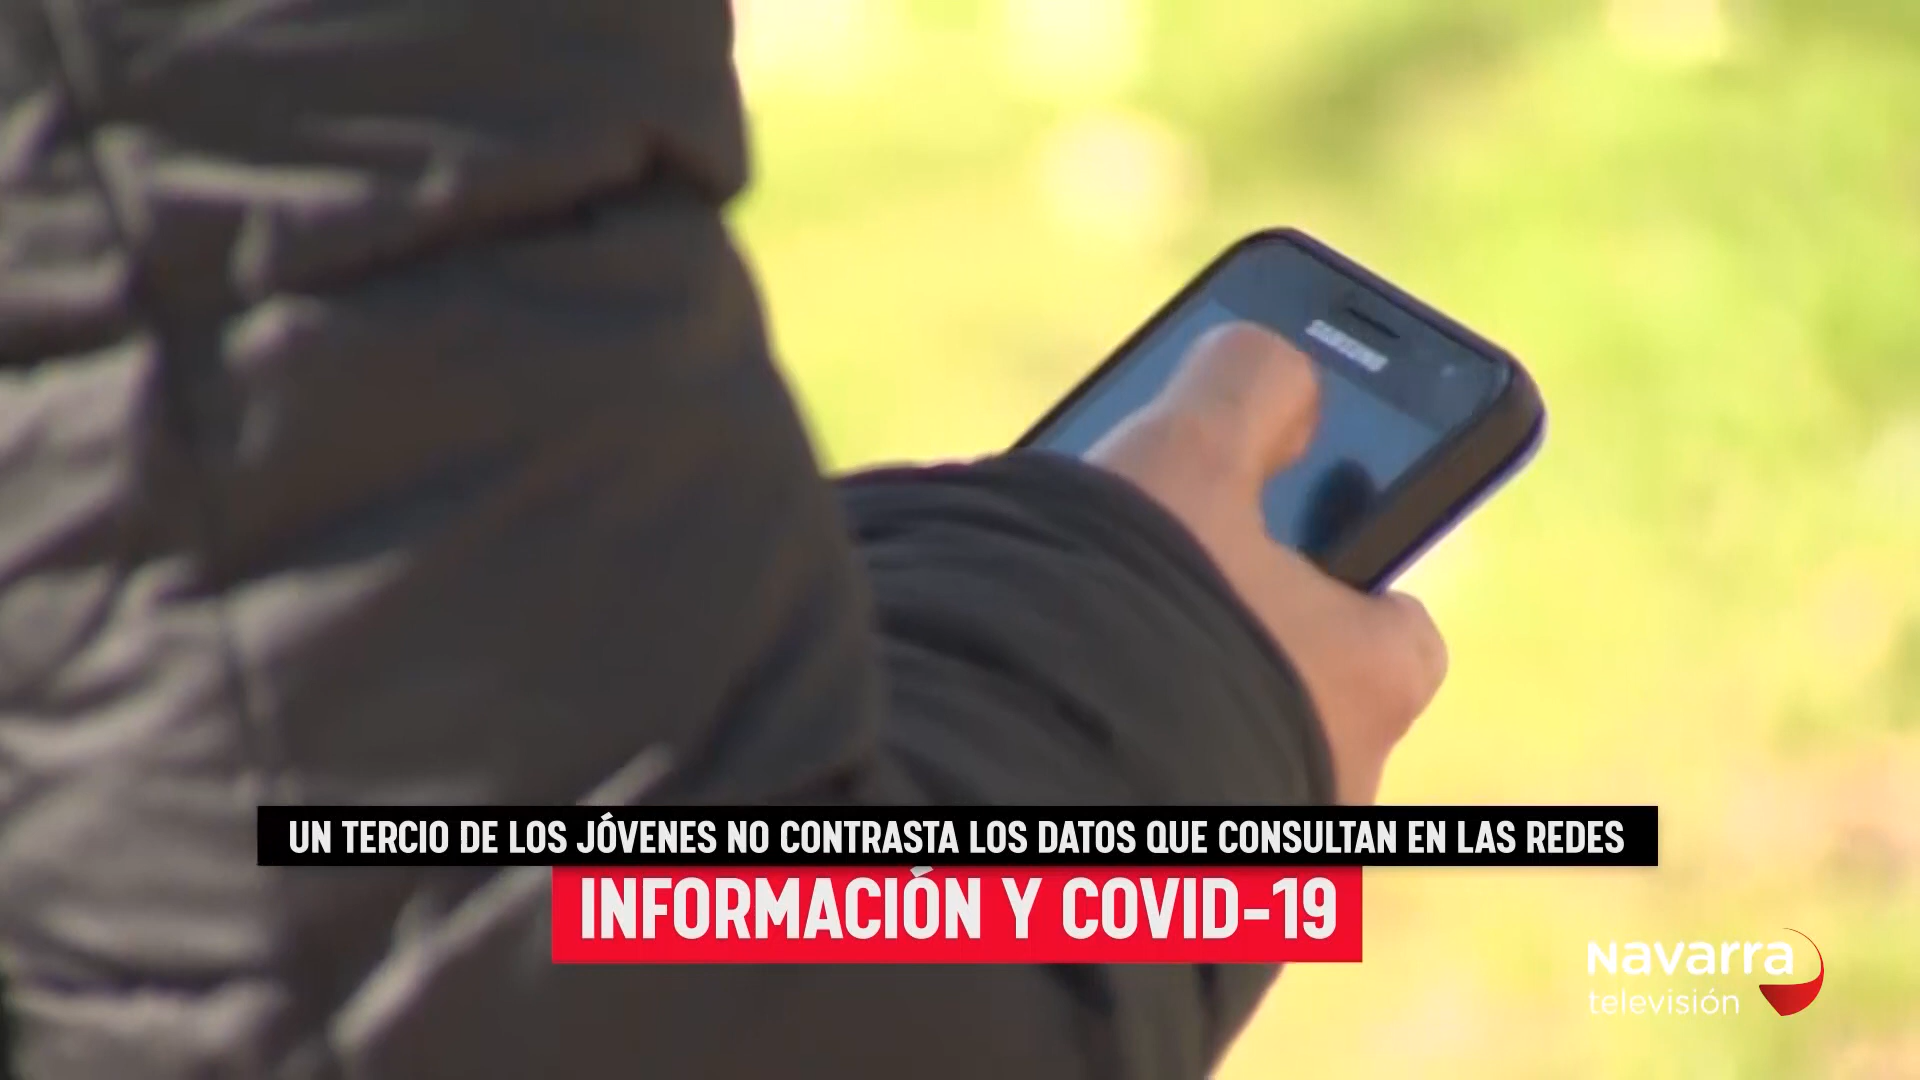 SAMSUNG
UN TERCIO DE LOS JÓVENES NO CONTRASTA LOS DATOS QUE CONSULTAN EN LAS REDES
INFORMACIÓN Y COVID-19
Navarra
televisión